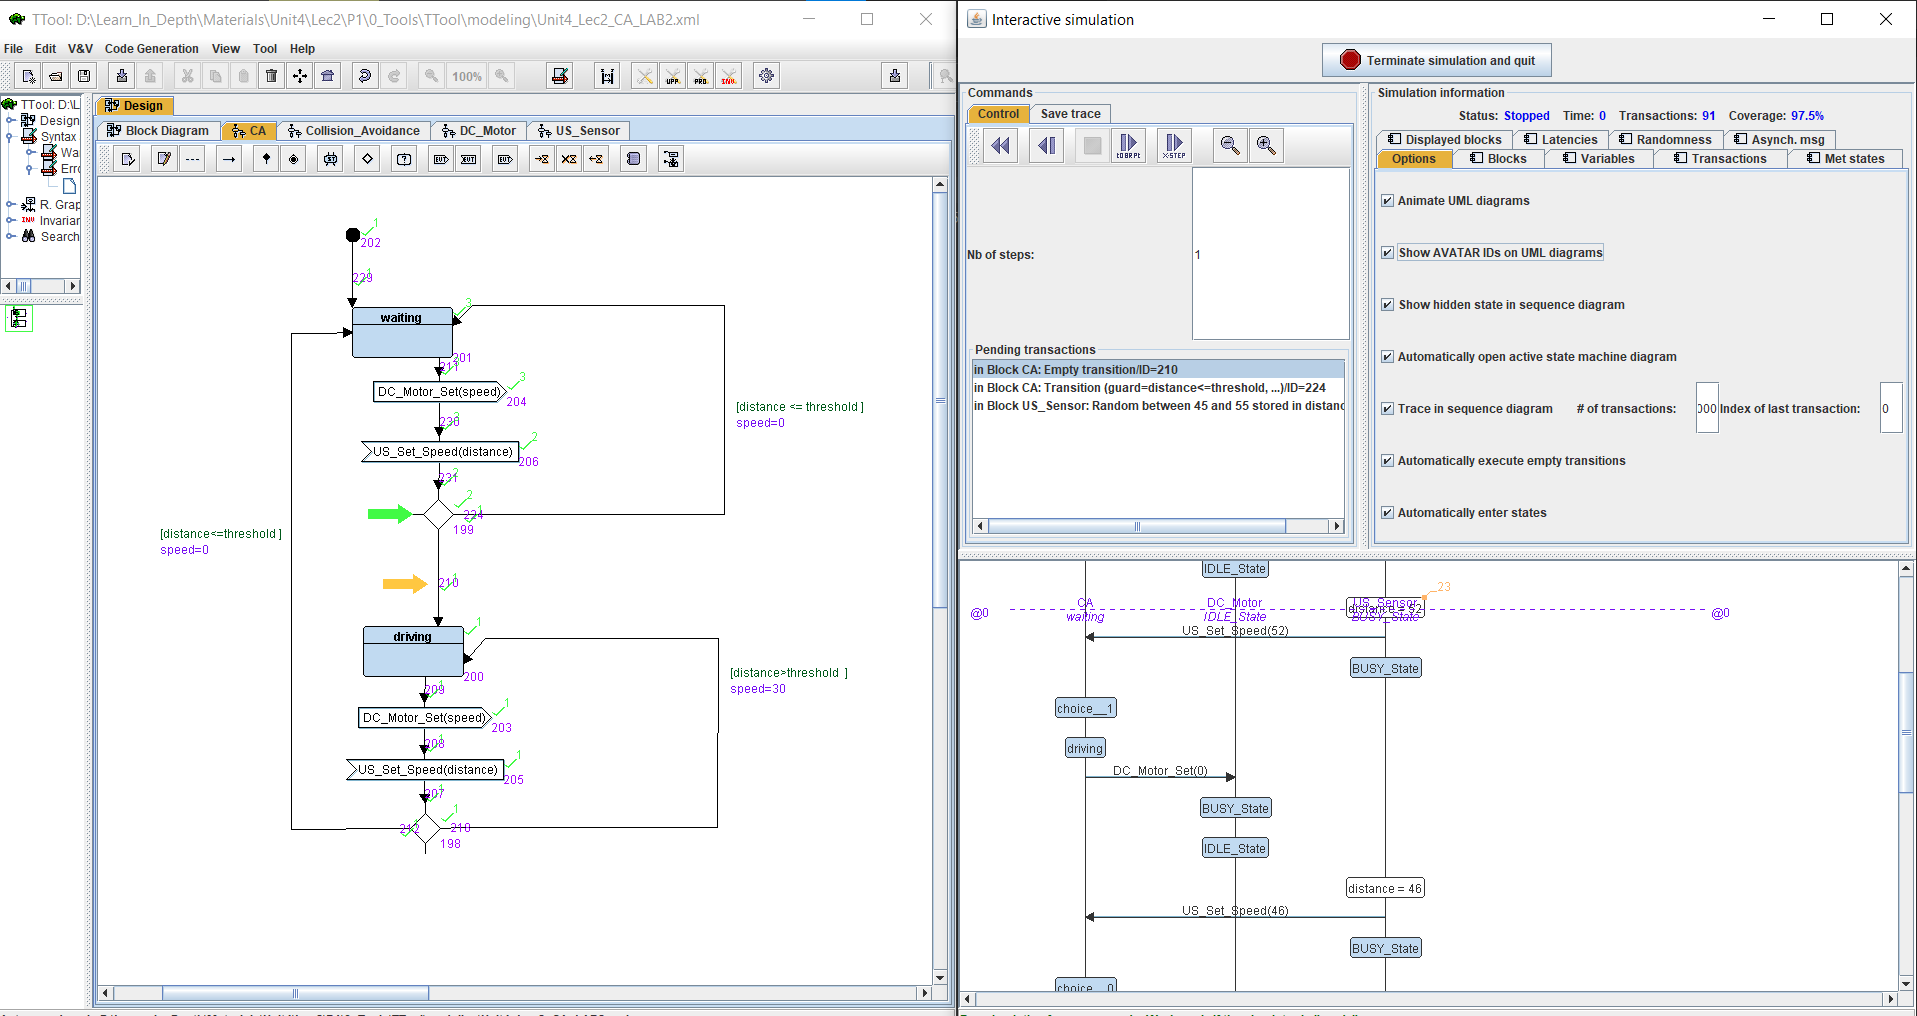 TTool: D:\Learn_In_Depth\Materials\Unit4\Lec2\P1\0_Tools\TTool\modeling\Unit4_Lec2_CA_LAB2.xml
File Edit V&V Code Generation View Tool Help
100%
TTool: D:\L
Design
Syntax
Wa
Erro
R. Grap
Invarian
Search
Design
Block Diagram CA Collision_Avoidance DC_Motor US_Sensor
1
202
1
229
3
waiting
201
211
DC_Motor_Set(speed)
3
204
230
US_Set_Speed(distance)
2
206
231
2
224
199
[distance <= threshold ]
speed=0
[distance<=threshold ]
speed=0
210
driving
1
200
209
[distance>threshold ]
speed=30
DC_Motor_Set(speed)
1
203
208
US_Set_Speed(distance)
1
205
207
1
212
210
198
Interactive simulation
Terminate simulation and quit
Commands
Control Save trace
TO BR PT
X-STEP
Nb of steps:
1
Pending transactions
in Block CA: Empty transition/ID=210
in Block CA: Transition (guard=distance<=threshold, ...)/ID=224
in Block US_Sensor: Random between 45 and 55 stored in distanc
Simulation information
Status: Stopped Time: 0 Transactions: 91 Coverage: 97.5%
Displayed blocks Latencies Randomness Asynch. msg
Options Blocks Variables Transactions Met states
Animate UML diagrams
Show AVATAR IDs on UML diagrams
Show hidden state in sequence diagram
Automatically open active state machine diagram
Trace in sequence diagram # of transactions: 000 Index of last transaction: 0
Automatically execute empty transitions
Automatically enter states
IDLE_State
23
@0
CA
waiting
DC_Motor
IDLE_State
US_Sensor
distance = 52
BUSY_State
@0
US_Set_Speed(52)
BUSY_State
choice__1
driving
DC_Motor_Set(0)
BUSY_State
IDLE_State
distance = 46
US_Set_Speed(46)
BUSY_State
choice__0